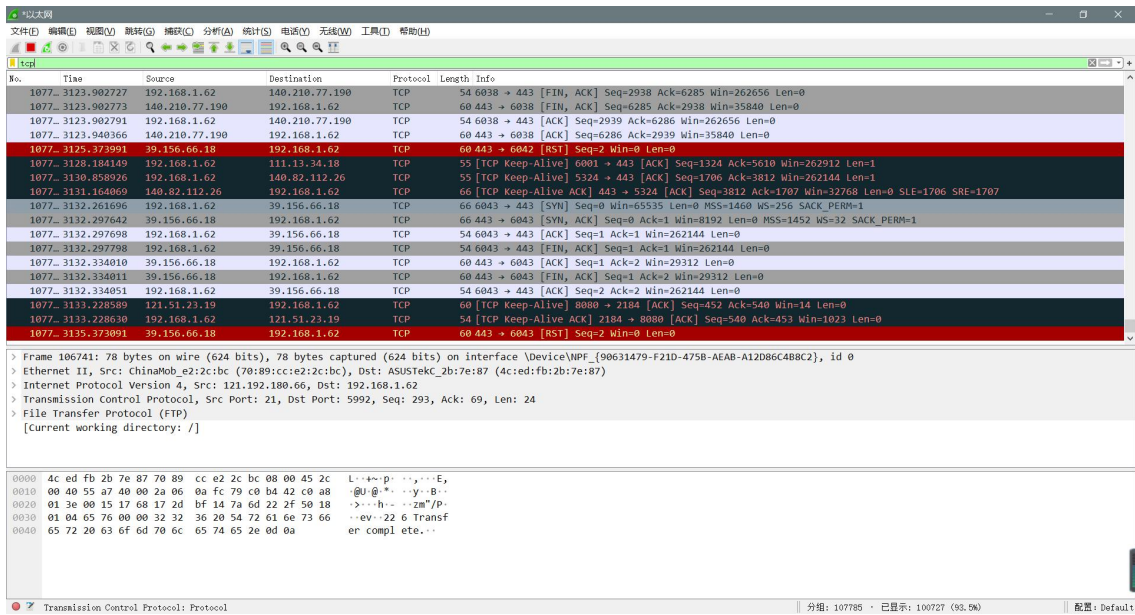 *以太网
文件(F) 编辑(E) 视图(V) 跳转(G) 捕获(C) 分析(A) 统计(S) 电话(Y) 无线(W) 工具(T) 帮助(H)
tcp
No. Time Source Destination Protocol Length Info
1077… 3123.902727 192.168.1.62 140.210.77.190 TCP 54 6038 → 443 [FIN, ACK] Seq=2938 Ack=6285 Win=262656 Len=0
1077… 3123.902773 140.210.77.190 192.168.1.62 TCP 60 443 → 6038 [FIN, ACK] Seq=6285 Ack=2938 Win=35840 Len=0
1077… 3123.902791 192.168.1.62 140.210.77.190 TCP 54 6038 → 443 [ACK] Seq=2939 Ack=6286 Win=262656 Len=0
1077… 3123.940366 140.210.77.190 192.168.1.62 TCP 60 443 → 6038 [ACK] Seq=6286 Ack=2939 Win=35840 Len=0
1077… 3125.373991 39.156.66.18 192.168.1.62 TCP 60 443 → 6042 [RST] Seq=2 Win=0 Len=0
1077… 3128.184149 192.168.1.62 111.13.34.18 TCP 55 [TCP Keep-Alive] 6001 → 443 [ACK] Seq=1324 Ack=5610 Win=262912 Len=1
1077… 3130.858926 192.168.1.62 140.82.112.26 TCP 55 [TCP Keep-Alive] 5324 → 443 [ACK] Seq=1706 Ack=3812 Win=262144 Len=1
1077… 3131.164069 140.82.112.26 192.168.1.62 TCP 66 [TCP Keep-Alive ACK] 443 → 5324 [ACK] Seq=3812 Ack=1707 Win=32768 Len=0 SLE=1706 SRE=1707
1077… 3132.261696 192.168.1.62 39.156.66.18 TCP 66 6043 → 443 [SYN] Seq=0 Win=65535 Len=0 MSS=1460 WS=256 SACK_PERM=1
1077… 3132.297642 39.156.66.18 192.168.1.62 TCP 66 443 → 6043 [SYN, ACK] Seq=0 Ack=1 Win=8192 Len=0 MSS=1452 WS=32 SACK_PERM=1
1077… 3132.297698 192.168.1.62 39.156.66.18 TCP 54 6043 → 443 [ACK] Seq=1 Ack=1 Win=262144 Len=0
1077… 3132.297798 192.168.1.62 39.156.66.18 TCP 54 6043 → 443 [FIN, ACK] Seq=1 Ack=1 Win=262144 Len=0
1077… 3132.334010 39.156.66.18 192.168.1.62 TCP 60 443 → 6043 [ACK] Seq=1 Ack=2 Win=29312 Len=0
1077… 3132.334011 39.156.66.18 192.168.1.62 TCP 60 443 → 6043 [FIN, ACK] Seq=1 Ack=2 Win=29312 Len=0
1077… 3132.334051 192.168.1.62 39.156.66.18 TCP 54 6043 → 443 [ACK] Seq=2 Ack=2 Win=262144 Len=0
1077… 3133.228589 121.51.23.19 192.168.1.62 TCP 60 [TCP Keep-Alive] 8080 → 2184 [ACK] Seq=452 Ack=540 Win=14 Len=0
1077… 3133.228630 192.168.1.62 121.51.23.19 TCP 54 [TCP Keep-Alive ACK] 2184 → 8080 [ACK] Seq=540 Ack=453 Win=1023 Len=0
1077… 3135.373091 39.156.66.18 192.168.1.62 TCP 60 443 → 6043 [RST] Seq=2 Win=0 Len=0
> Frame 106741: 78 bytes on wire (624 bits), 78 bytes captured (624 bits) on interface \Device\NPF_{90631479-F21D-475B-AEAB-A12D86C4B8C2}, id 0
> Ethernet II, Src: ChinaMob_e2:2c:bc (70:89:cc:e2:2c:bc), Dst: ASUSTekC_2b:7e:87 (4c:ed:fb:2b:7e:87)
> Internet Protocol Version 4, Src: 121.192.180.66, Dst: 192.168.1.62
> Transmission Control Protocol, Src Port: 21, Dst Port: 5992, Seq: 293, Ack: 69, Len: 24
> File Transfer Protocol (FTP)
[Current working directory: /]
0000 4c ed fb 2b 7e 87 70 89 cc e2 2c bc 08 00 45 2c L··+~·p· ··,···E,
0010 00 40 55 a7 40 00 2a 06 0a fc 79 c0 b4 42 c0 a8 ·@U·@·*· ··y··B··
0020 01 3e 00 15 17 68 17 2d bf 14 7a 6d 22 2f 50 18 ·>···h·- ··zm"/P·
0030 01 04 65 76 00 00 32 32 36 20 54 72 61 6e 73 66 ··ev··22 6 Transf
0040 65 72 20 63 6f 6d 70 6c 65 74 65 2e 0d 0a er compl ete.··
Transmission Control Protocol: Protocol 分组: 107785 · 已显示: 100727 (93.5%) 配置: Default